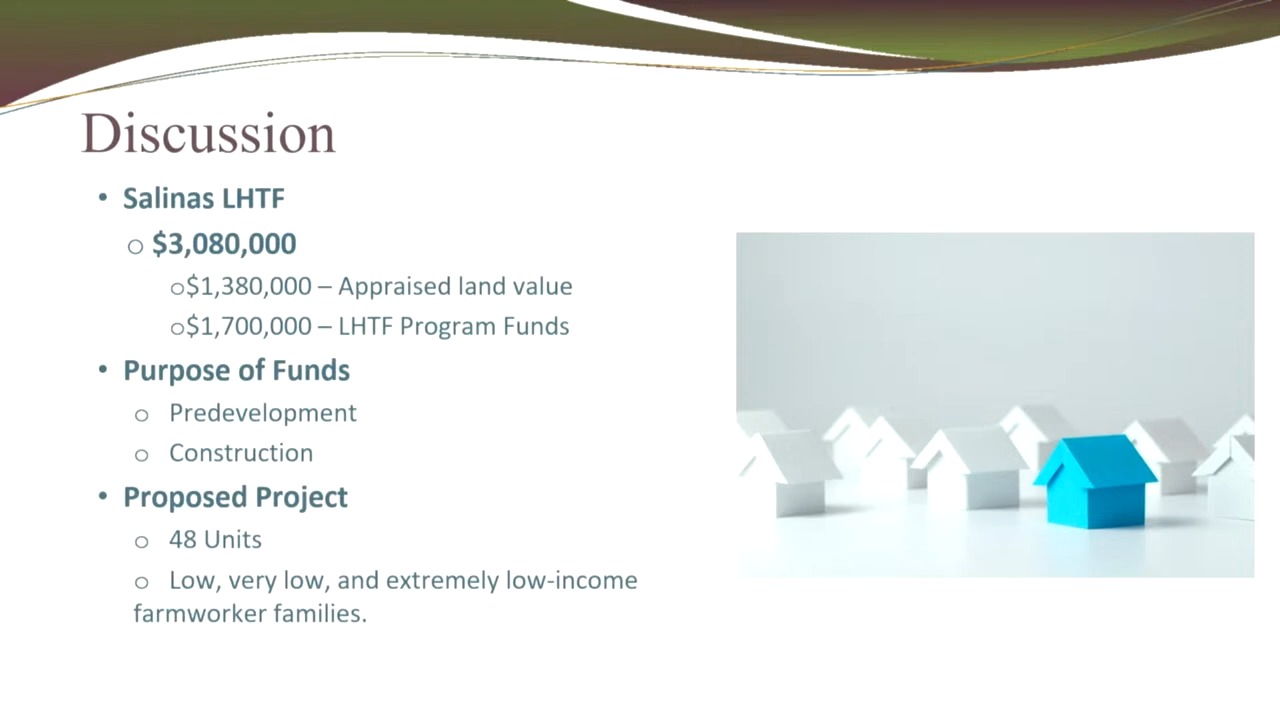 Discussion
• Salinas LHTF
○ $3,080,000
○$1,380,000 – Appraised land value
○$1,700,000 – LHTF Program Funds
• Purpose of Funds
○ Predevelopment
○ Construction
• Proposed Project
○ 48 Units
○ Low, very low, and extremely low-income
farmworker families.